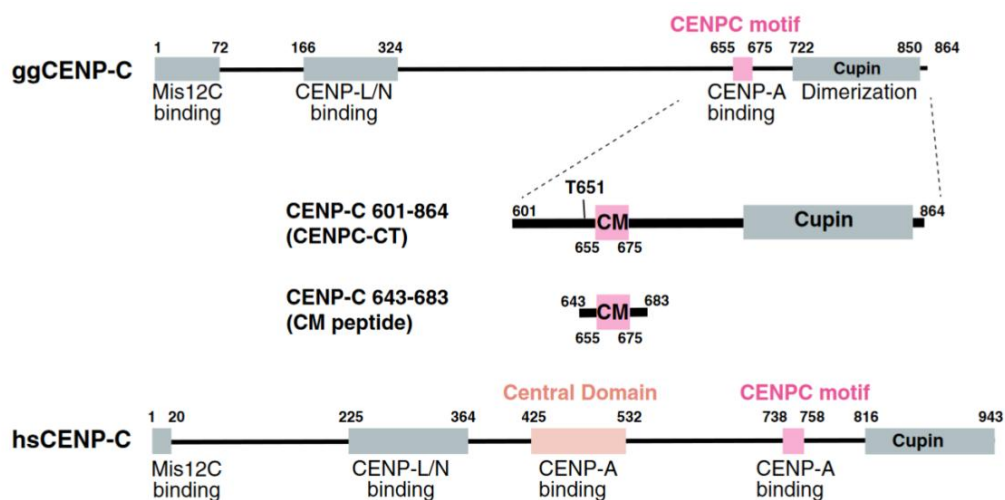 CENPC motif
1 72 166 324 655 675 722 850 864
ggCENP-C Cupin
Mis12C CENP-L/N CENP-A Dimerization
binding binding binding
T651
CENP-C 601-864 601 CM Cupin 864
(CENPC-CT) 655 675
CENP-C 643-683 643 CM 683
(CM peptide) 655 675
Central Domain CENPC motif
1 20 225 364 425 532 738 758 816 943
hsCENP-C Cupin
Mis12C CENP-L/N CENP-A CENP-A
binding binding binding binding